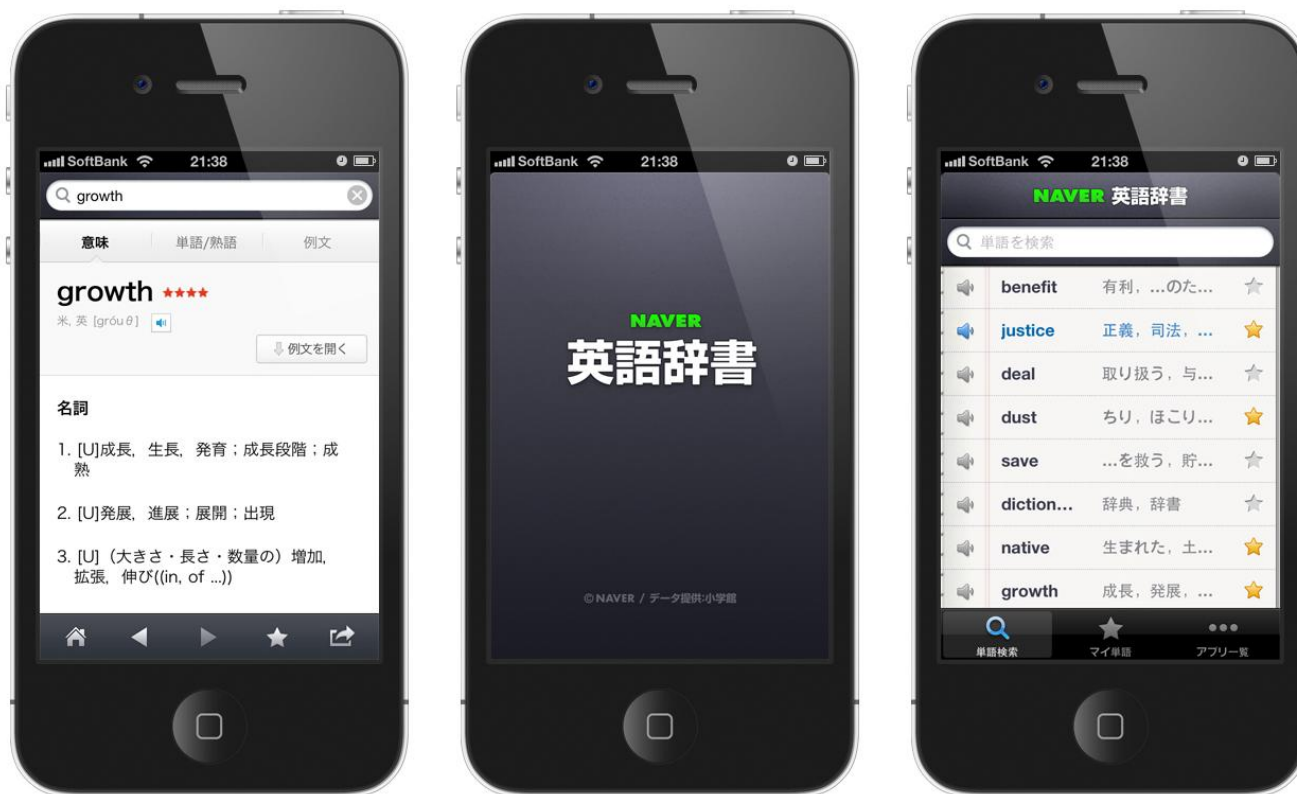 SoftBank 21:38
growth
意味 単語/熟語 例文
growth ★★★★
米, 英 [gróuθ]
例文を開く
名詞
1. [U]成長, 生長, 発育；成長段階；成
熟
2. [U]発展, 進展；展開；出現
3. [U]（大きさ・長さ・数量の）増加,
拡張, 伸び((in, of ...))
SoftBank 21:38
NAVER
英語辞書
© NAVER / データ提供:小学館
SoftBank 21:38
NAVER 英語辞書
単語を検索
benefit 有利, ...のた...
justice 正義, 司法, ...
deal 取り扱う, 与...
dust ちり, ほこり...
save ...を救う, 貯...
diction... 辞典, 辞書
native 生まれた, 土...
growth 成長, 発展, ...
単語検索 マイ単語 アプリ一覧